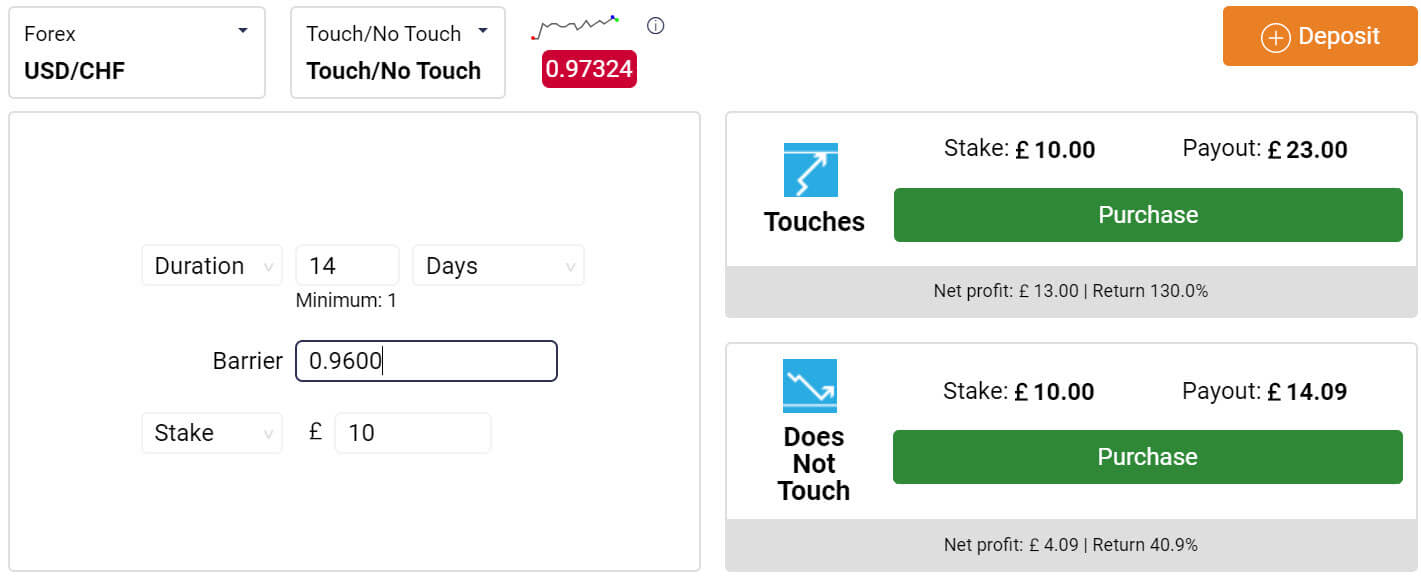 Forex
USD/CHF
Touch/No Touch
Touch/No Touch
0.97324
Deposit
Duration 14 Days
Minimum: 1
Barrier 0.9600
Stake £ 10
Touches
Stake: £ 10.00 Payout: £ 23.00
Purchase
Net profit: £ 13.00 | Return 130.0%
Does
Not
Touch
Stake: £ 10.00 Payout: £ 14.09
Purchase
Net profit: £ 4.09 | Return 40.9%